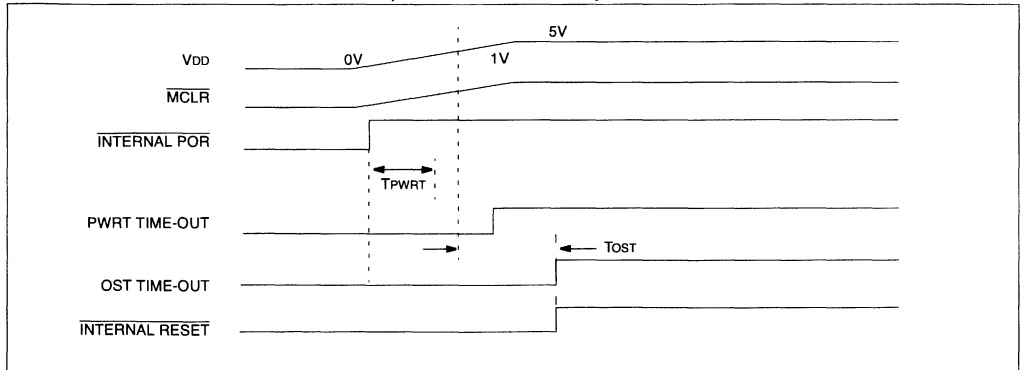 5V
VDD 0V 1V
MCLR
INTERNAL POR
TPWRT
PWRT TIME-OUT
TOST
OST TIME-OUT
INTERNAL RESET